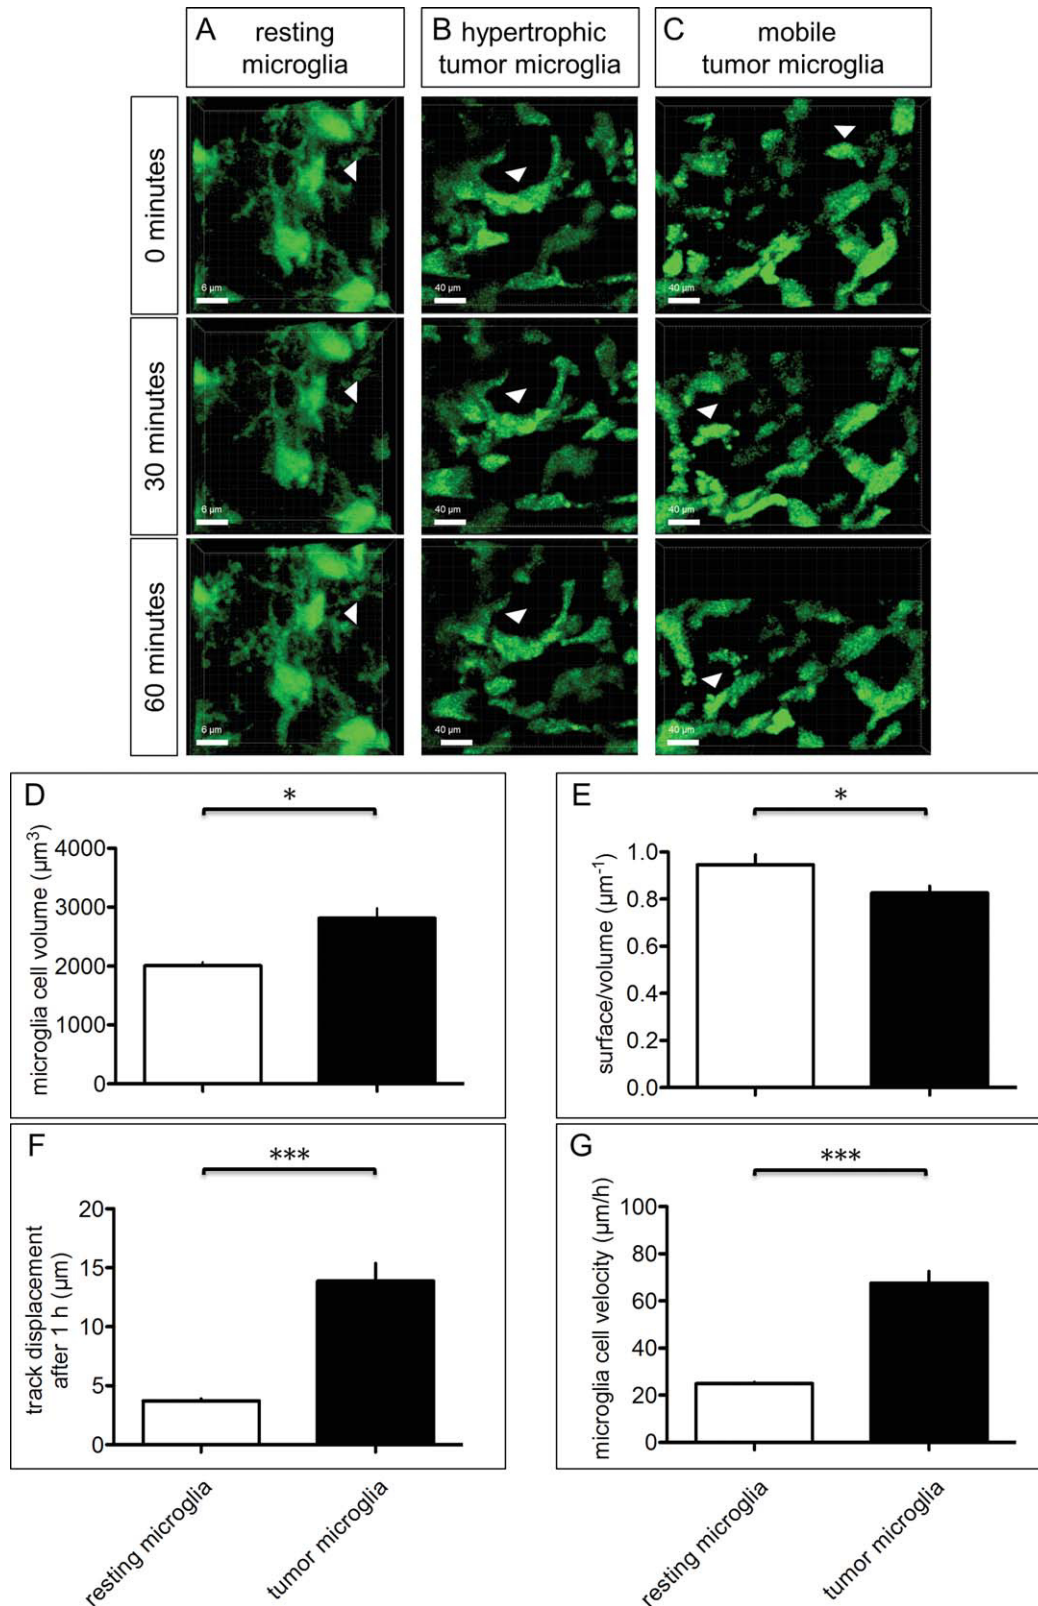 A resting
microglia
B hypertrophic
tumor microglia
C mobile
tumor microglia
0 minutes
6 µm
40 µm
40 µm
30 minutes
6 µm
40 µm
40 µm
60 minutes
6 µm
40 µm
40 µm
D
*
microglia cell volume (µm³)
4000
3000
2000
1000
0
E
*
surface/volume (µm⁻¹)
1.0
0.8
0.6
0.4
0.2
0.0
F
***
track displacement
after 1 h (µm)
20
15
10
5
0
G
***
microglia cell velocity (µm/h)
100
80
60
40
20
0
resting microglia
tumor microglia
resting microglia
tumor microglia